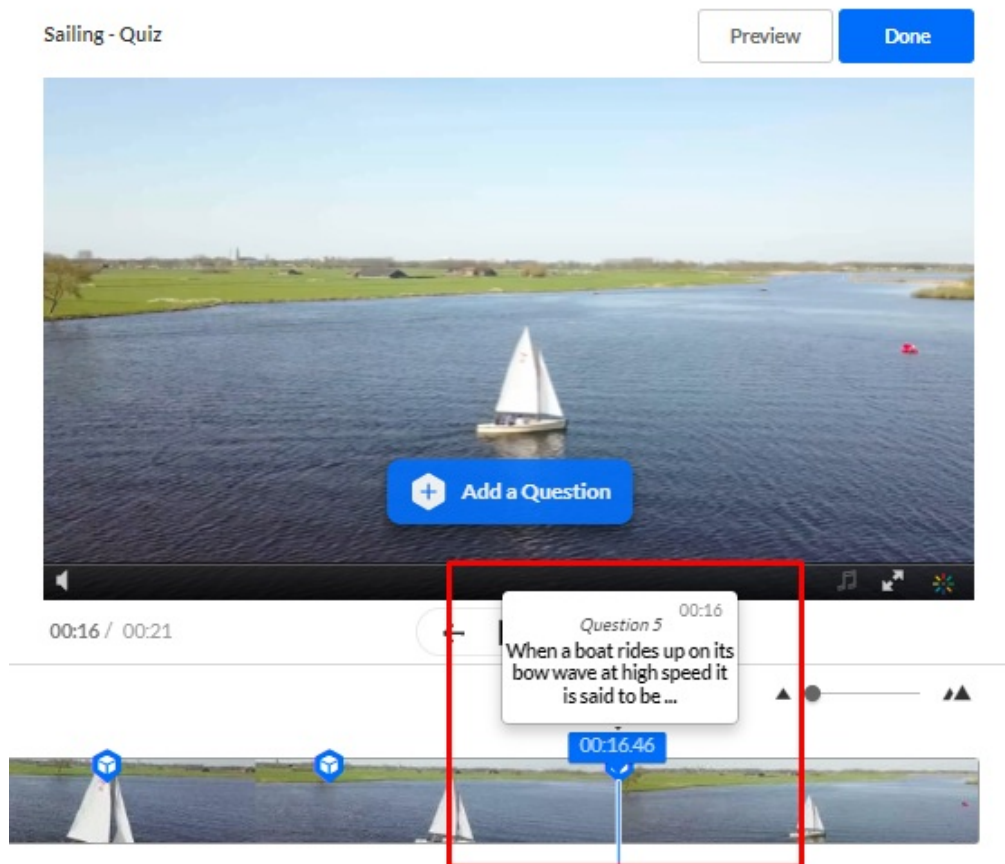 Sailing - Quiz
Preview
Done
Add a Question
00:16 / 00:21
00:16
Question 5
When a boat rides up on its
bow wave at high speed it
is said to be ...
00:16.46